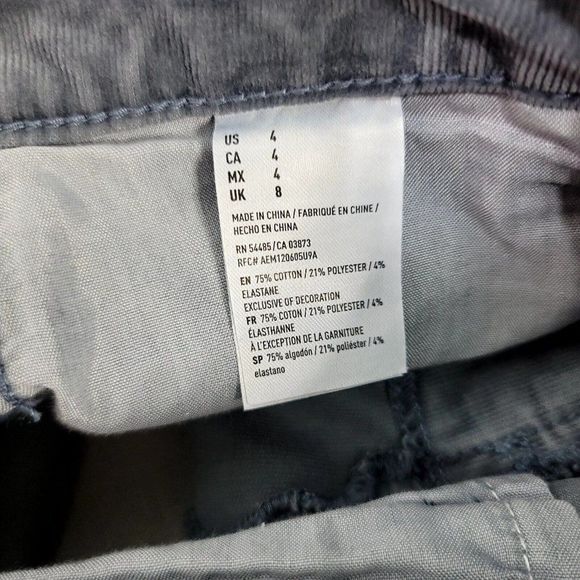 US 4
CA 4
MX 4
UK 8
MADE IN CHINA / FABRIQUÉ EN CHINE /
HECHO EN CHINA
RN 54485 / CA 03873
RFC# AEM120605U9A
EN 75% COTTON / 21% POLYESTER / 4%
ELASTANE
EXCLUSIVE OF DECORATION
FR 75% COTON / 21% POLYESTER / 4%
ÉLASTHANNE
À L'EXCEPTION DE LA GARNITURE
SP 75% algodón / 21% poliéster / 4%
elastano